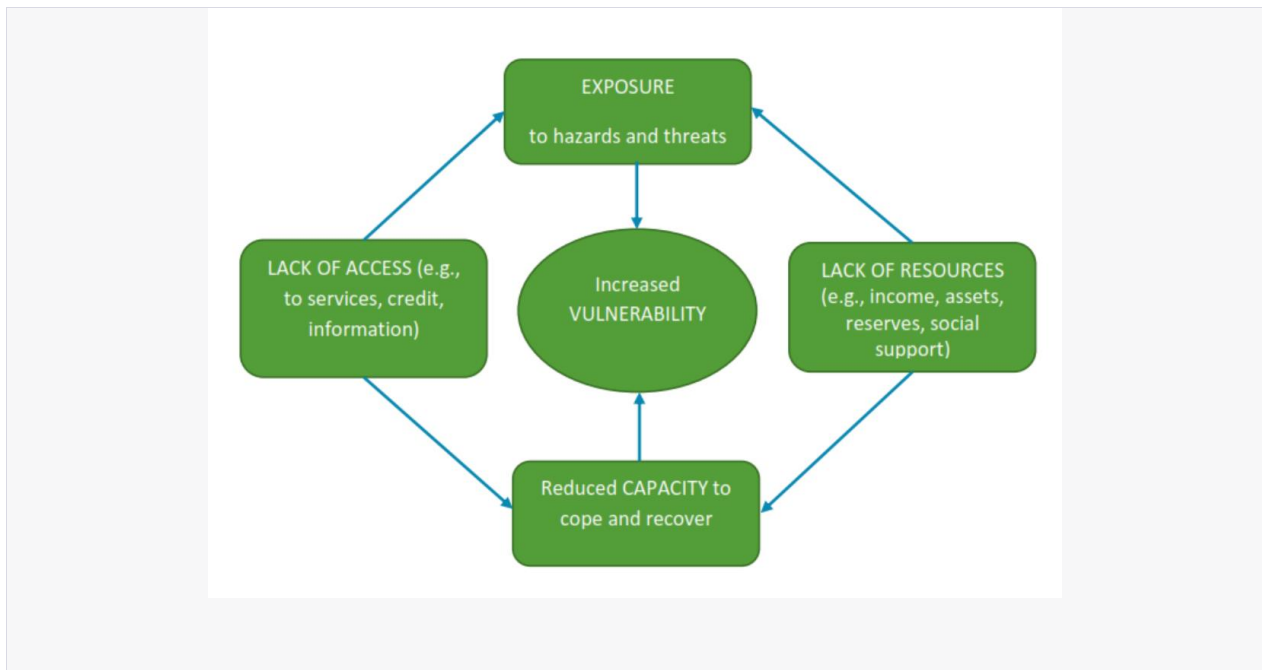 EXPOSURE
to hazards and threats
LACK OF ACCESS (e.g.,
to services, credit,
information)
Increased
VULNERABILITY
LACK OF RESOURCES
(e.g., income, assets,
reserves, social
support)
Reduced CAPACITY to
cope and recover